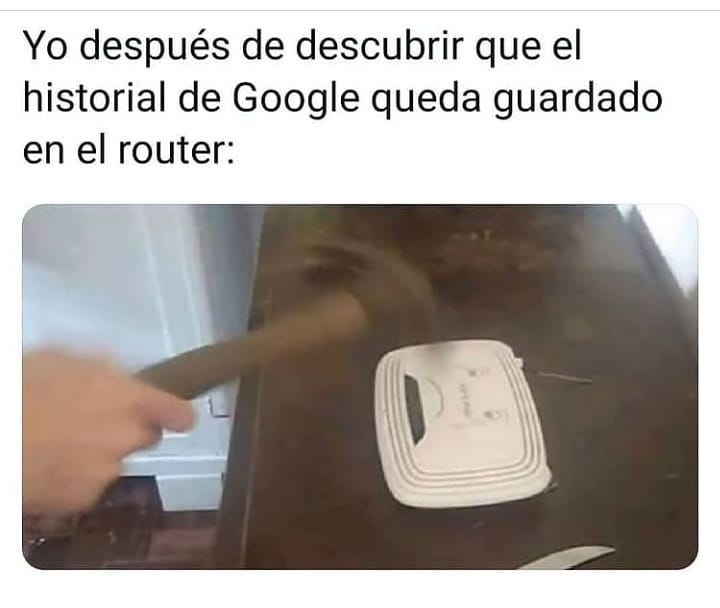 Yo después de descubrir que el
historial de Google queda guardado
en el router: